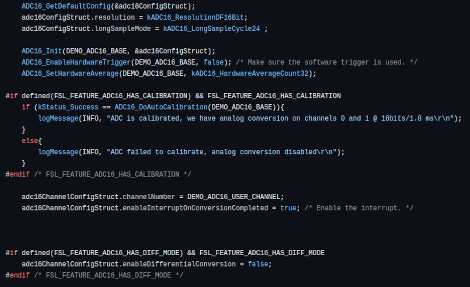 ADC16_GetDefaultConfig(&adc16ConfigStruct);
adc16ConfigStruct.resolution = kADC16_ResolutionDF16Bit;
adc16ConfigStruct.longSampleMode = kADC16_LongSampleCycle24 ;
ADC16_Init(DEMO_ADC16_BASE, &adc16ConfigStruct);
ADC16_EnableHardwareTrigger(DEMO_ADC16_BASE, false); /* Make sure the software trigger is used. */
ADC16_SetHardwareAverage(DEMO_ADC16_BASE, kADC16_HardwareAverageCount32);
#if defined(FSL_FEATURE_ADC16_HAS_CALIBRATION) && FSL_FEATURE_ADC16_HAS_CALIBRATION
if (kStatus_Success == ADC16_DoAutoCalibration(DEMO_ADC16_BASE)){
logMessage(INFO, "ADC is calibrated, we have analog conversion on channels 0 and 1 @ 16bits/1.8 ms\r\n");
}
else{
logMessage(INFO, "ADC failed to calibrate, analog conversion disabled\r\n");
}
#endif /* FSL_FEATURE_ADC16_HAS_CALIBRATION */
adc16ChannelConfigStruct.channelNumber = DEMO_ADC16_USER_CHANNEL;
adc16ChannelConfigStruct.enableInterruptOnConversionCompleted = true; /* Enable the interrupt. */
#if defined(FSL_FEATURE_ADC16_HAS_DIFF_MODE) && FSL_FEATURE_ADC16_HAS_DIFF_MODE
adc16ChannelConfigStruct.enableDifferentialConversion = false;
#endif /* FSL_FEATURE_ADC16_HAS_DIFF_MODE */